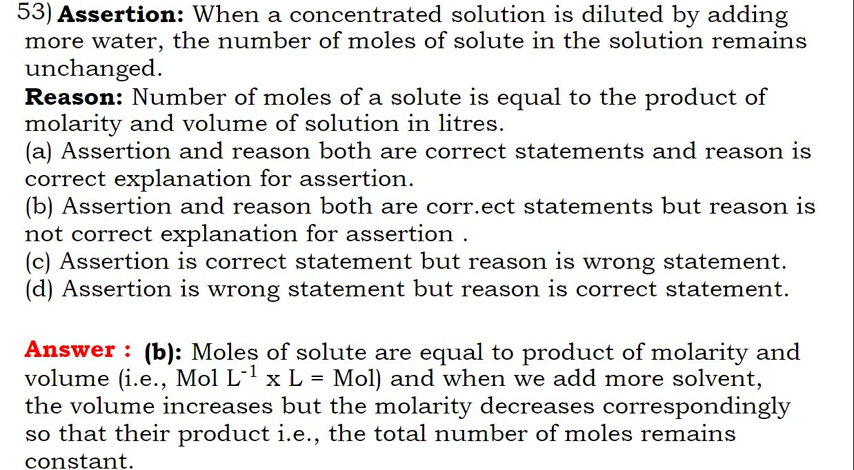 53) Assertion: When a concentrated solution is diluted by adding
more water, the number of moles of solute in the solution remains
unchanged.
Reason: Number of moles of a solute is equal to the product of
molarity and volume of solution in litres.
(a) Assertion and reason both are correct statements and reason is
correct explanation for assertion.
(b) Assertion and reason both are corr.ect statements but reason is
not correct explanation for assertion .
(c) Assertion is correct statement but reason is wrong statement.
(d) Assertion is wrong statement but reason is correct statement.
Answer : (b): Moles of solute are equal to product of molarity and
volume (i.e., Mol L⁻¹ x L = Mol) and when we add more solvent,
the volume increases but the molarity decreases correspondingly
so that their product i.e., the total number of moles remains
constant.